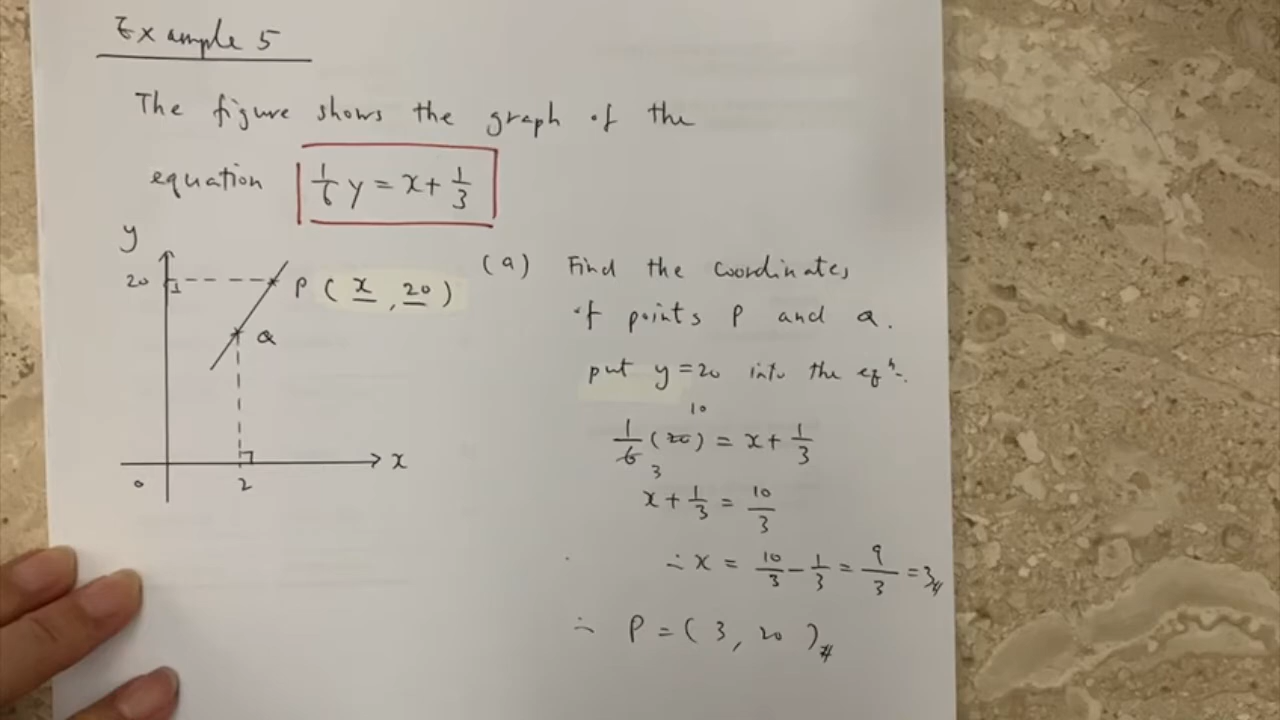 Example 5
The figure shows the graph of the
equation 1/6 y = x + 1/3
y
20
P ( x , 20 )
Q
x
0
2
(a) Find the coordinates
of points P and Q.
put y = 20 into the eqⁿ.
10
1/6 (20) = x + 1/3
3
x + 1/3 = 10/3
∴ x = 10/3 - 1/3 = 9/3 = 3 //
∴ P = ( 3 , 20 ) //